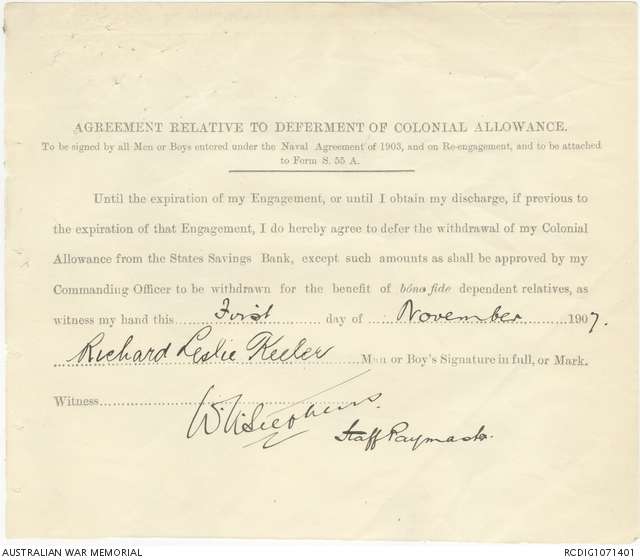 AGREEMENT RELATIVE TO DEFERMENT OF COLONIAL ALLOWANCE.
To be signed by all Men or Boys entered under the Naval Agreement of 1903, and on Re-engagement, and to be attached
to Form S. 55 A.
Until the expiration of my Engagement, or until I obtain my discharge, if previous to
the expiration of that Engagement, I do hereby agree to defer the withdrawal of my Colonial
Allowance from the States Savings Bank, except such amounts as shall be approved by my
Commanding Officer to be withdrawn for the benefit of bónâ fide dependent relatives, as
witness my hand this First day of November 1907.
Richard Leslie Keeler Man or Boy's Signature in full, or Mark.
Witness W. Stephens.
Staff Paymaster
AUSTRALIAN WAR MEMORIAL RCDIG1071401